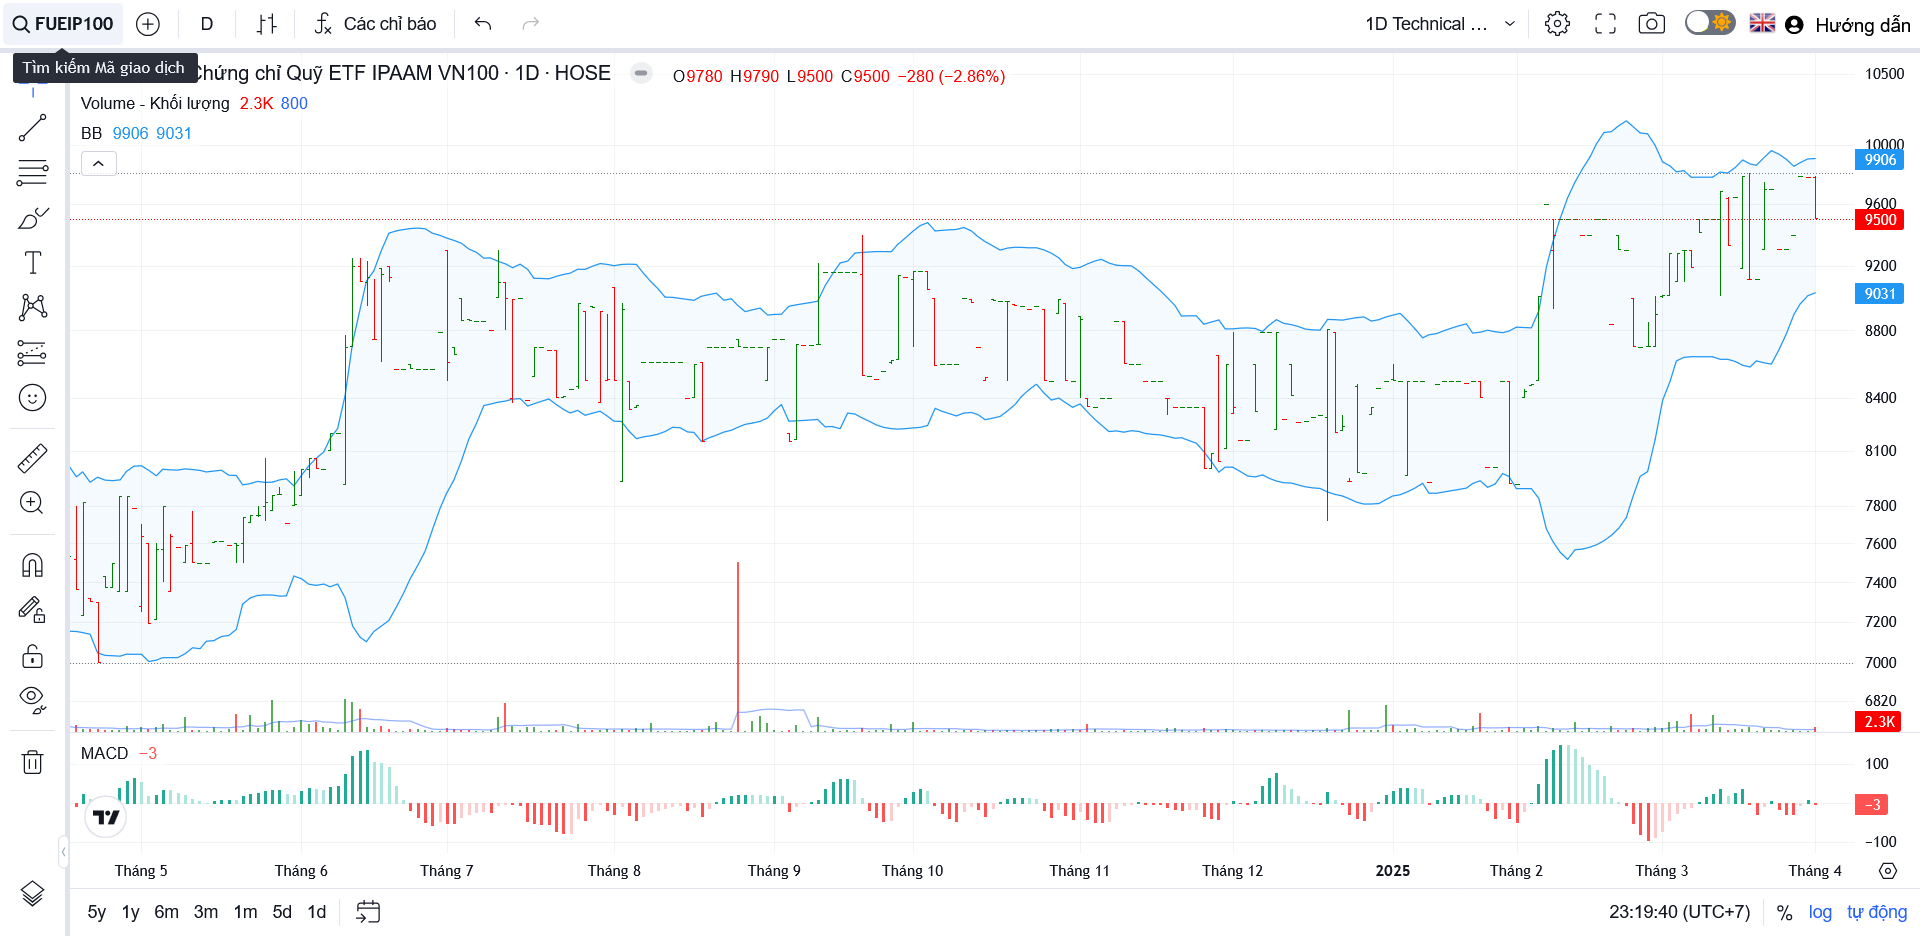 FUEIP100
D
Các chỉ báo
1D Technical ...
Hướng dẫn
Tìm kiếm Mã giao dịch
Chứng chỉ Quỹ ETF IPAAM VN100 · 1D · HOSE
O9780 H9790 L9500 C9500 −280 (−2.86%)
Volume - Khối lượng 2.3K 800
BB 9906 9031
10500
10000
9906
9600
9500
9200
9031
8800
8400
8100
7800
7600
7400
7200
7000
6820
2.3K
MACD −3
100
−3
−100
Tháng 5 Tháng 6 Tháng 7 Tháng 8 Tháng 9 Tháng 10 Tháng 11 Tháng 12 2025 Tháng 2 Tháng 3 Tháng 4
5y 1y 6m 3m 1m 5d 1d
23:19:40 (UTC+7) % log tự động